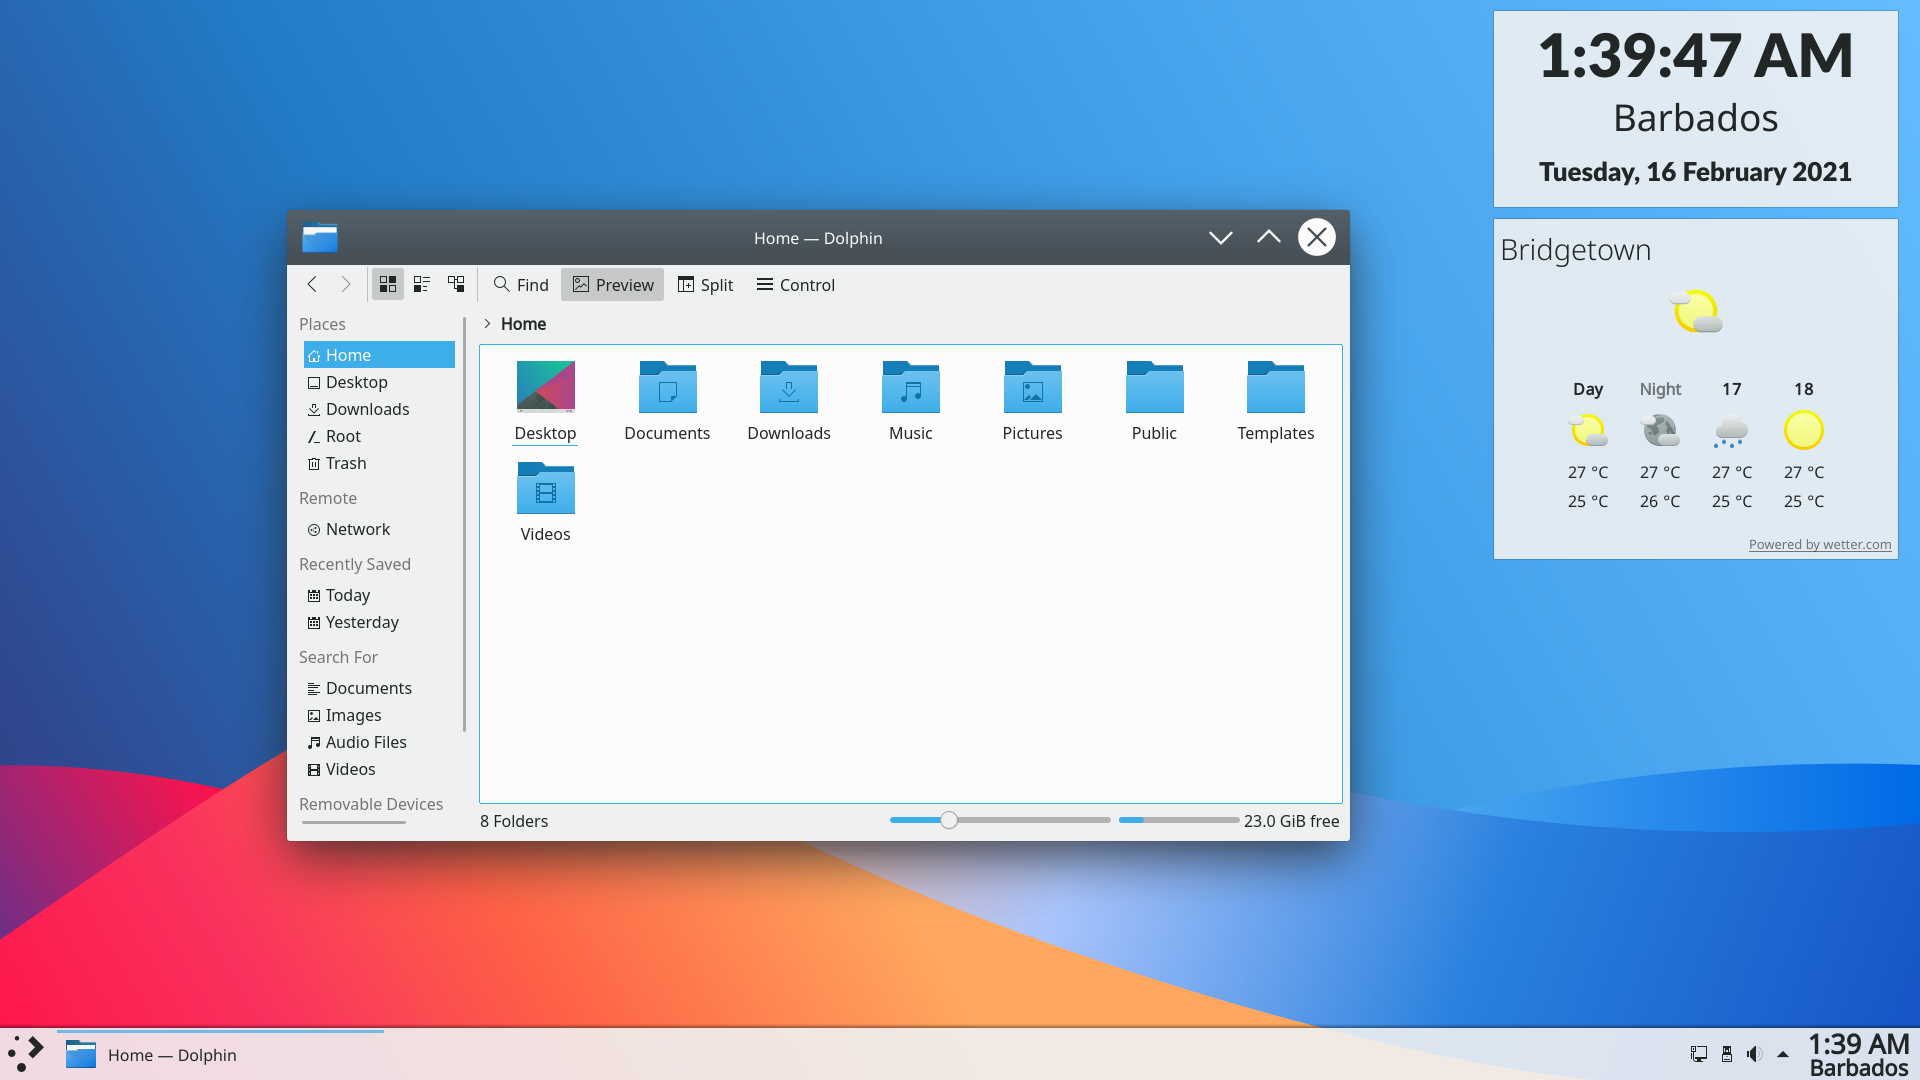 1:39:47 AM
Barbados
Tuesday, 16 February 2021
Bridgetown
Day Night 17 18
27 °C 27 °C 27 °C 27 °C
25 °C 26 °C 25 °C 25 °C
Powered by wetter.com
Home — Dolphin
Find Preview Split Control
Places
Home
Desktop
Downloads
Root
Trash
Remote
Network
Recently Saved
Today
Yesterday
Search For
Documents
Images
Audio Files
Videos
Removable Devices
Home
Desktop Documents Downloads Music Pictures Public Templates
Videos
8 Folders 23.0 GiB free
Home — Dolphin
1:39 AM
Barbados